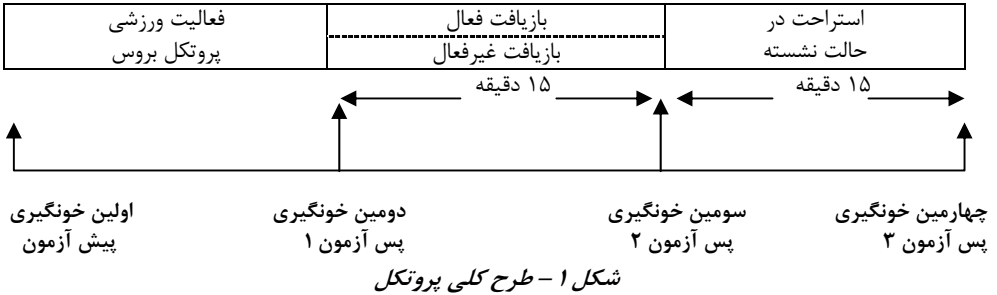 فعالیت ورزشی
پروتکل بروس
بازیافت فعال
بازیافت غیرفعال
استراحت در
حالت نشسته
۱۵ دقیقه
۱۵ دقیقه
اولین خونگیری
پیش آزمون
دومین خونگیری
پس آزمون ۱
سومین خونگیری
پس آزمون ۲
چهارمین خونگیری
پس آزمون ۳
شکل ۱ – طرح کلی پروتکل